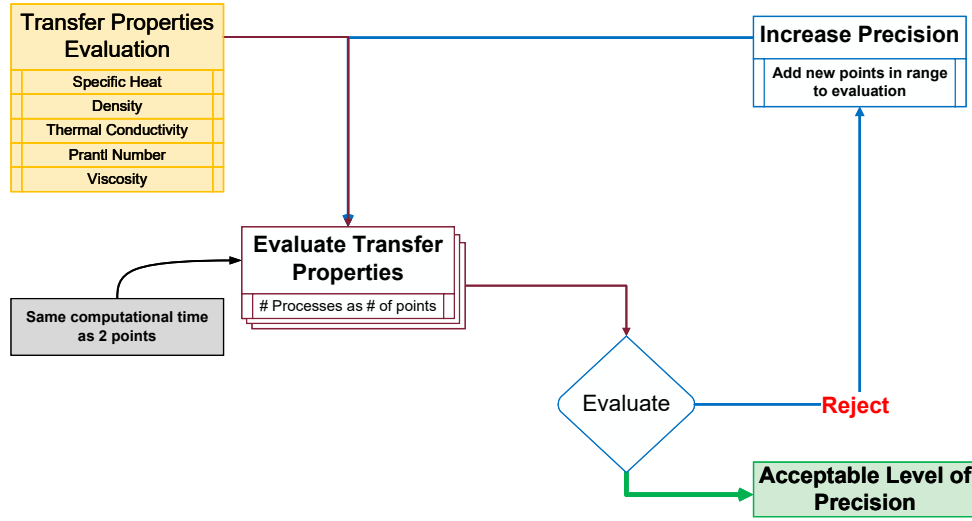 Transfer Properties
Evaluation
Specific Heat
Density
Thermal Conductivity
Prantl Number
Viscosity
Increase Precision
Add new points in range
to evaluation
Evaluate Transfer
Properties
# Processes as # of points
Same computational time
as 2 points
Evaluate
Reject
Acceptable Level of
Precision